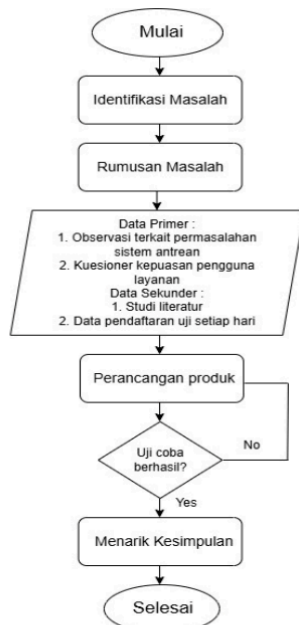 Mulai
Identifikasi Masalah
Rumusan Masalah
Data Primer :
1. Observasi terkait permasalahan
sistem antrean
2. Kuesioner kepuasan pengguna
layanan
Data Sekunder :
1. Studi literatur
2. Data pendaftaran uji setiap hari
Perancangan produk
Uji coba
berhasil?
No
Yes
Menarik Kesimpulan
Selesai